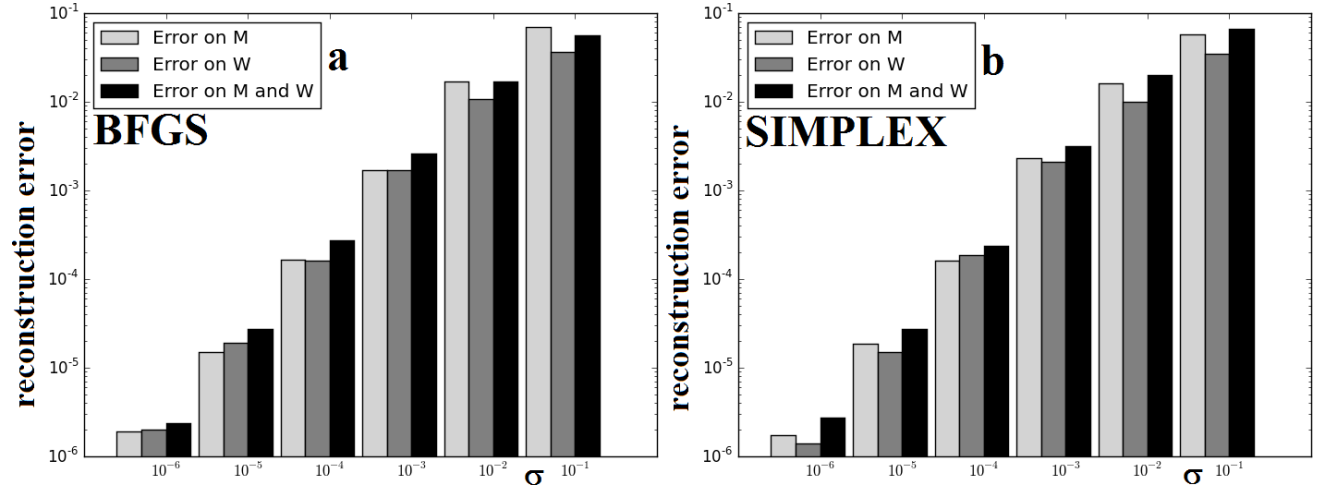 Error on M
Error on W
Error on M and W
a
BFGS
reconstruction error
10⁻¹
10⁻²
10⁻³
10⁻⁴
10⁻⁵
10⁻⁶
10⁻⁶ 10⁻⁵ 10⁻⁴ 10⁻³ 10⁻² 10⁻¹
σ
Error on M
Error on W
Error on M and W
b
SIMPLEX
reconstruction error
10⁻¹
10⁻²
10⁻³
10⁻⁴
10⁻⁵
10⁻⁶
10⁻⁶ 10⁻⁵ 10⁻⁴ 10⁻³ 10⁻² 10⁻¹
σ